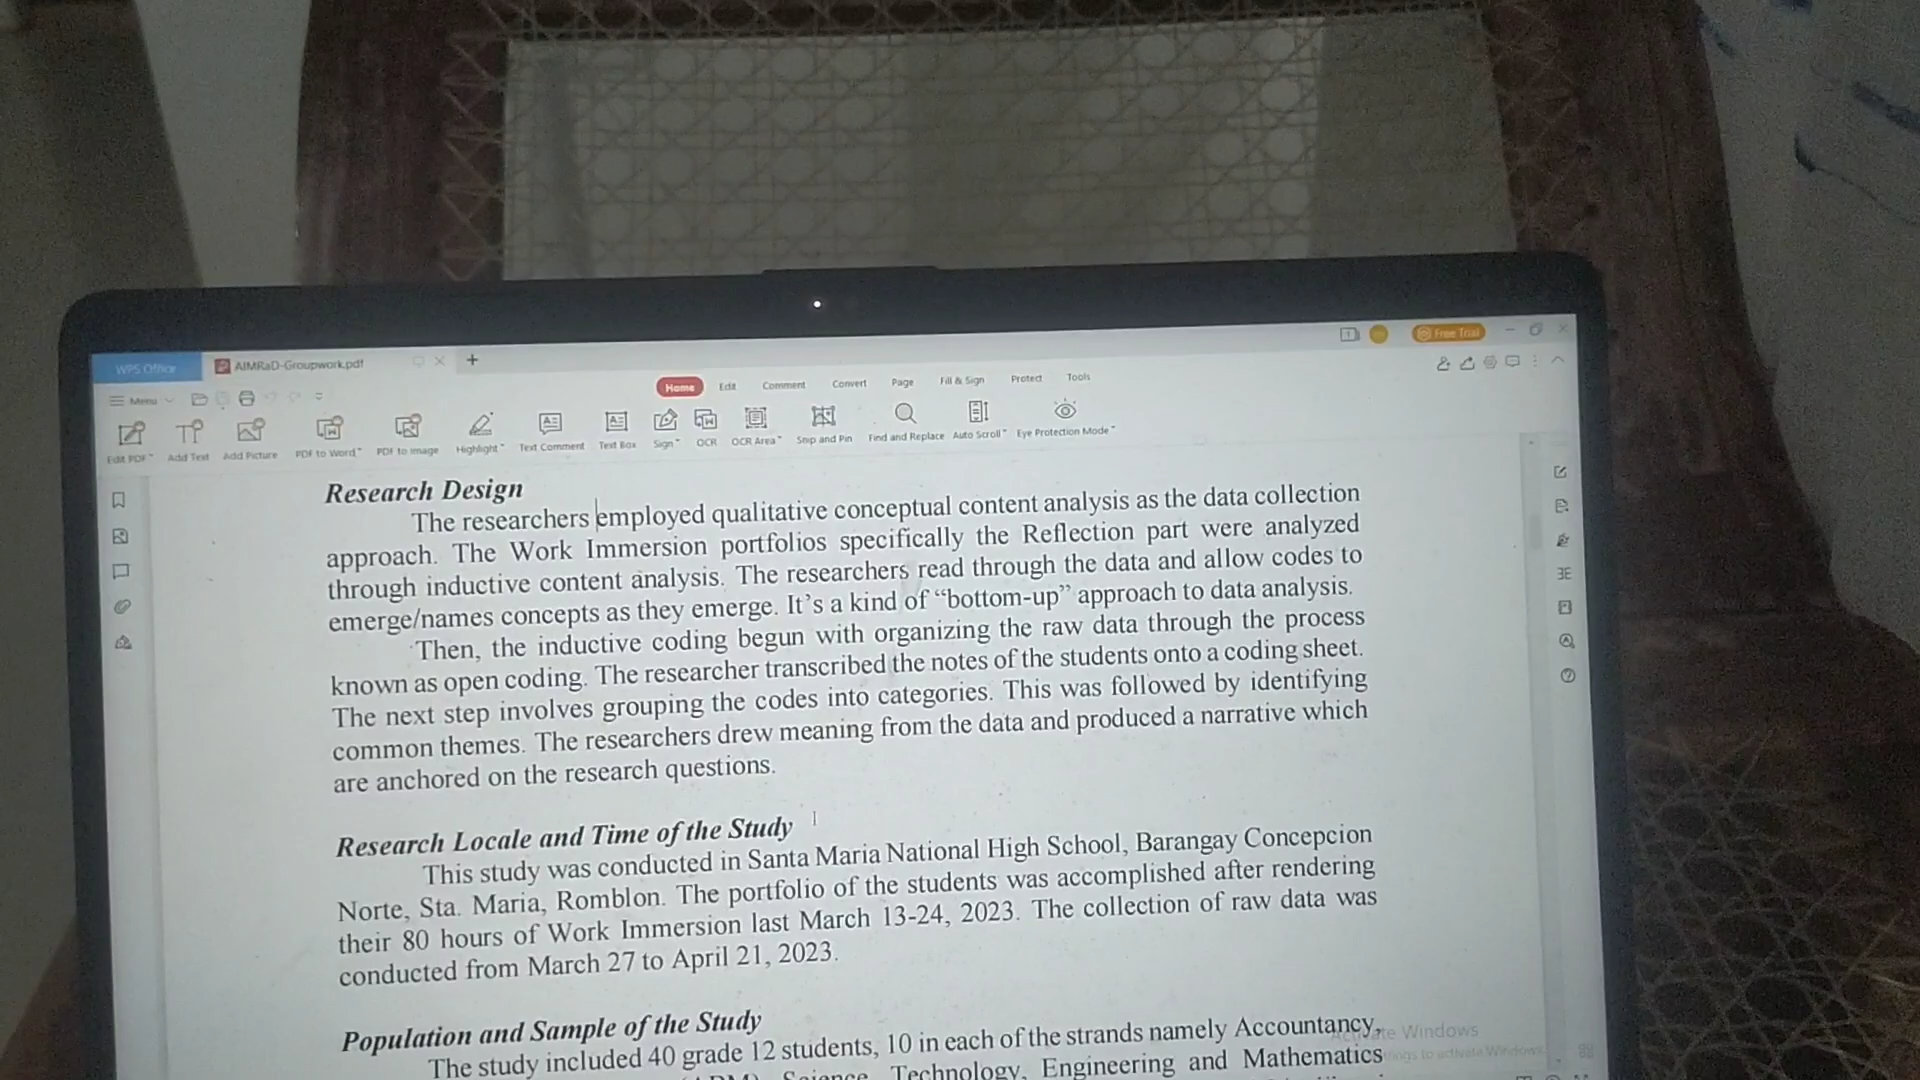 WPS Office
AIMRaD-Groupwork.pdf
Free Trial
Menu
Home Edit Comment Convert Page Fill & Sign Protect Tools
Edit PDF Add Text Add Picture PDF to Word PDF to Image Highlight Text Comment Text Box Sign OCR OCR Area Snip and Pin Find and Replace Auto Scroll Eye Protection Mode
Research Design
The researchers employed qualitative conceptual content analysis as the data collection
approach. The Work Immersion portfolios specifically the Reflection part were analyzed
through inductive content analysis. The researchers read through the data and allow codes to
emerge/names concepts as they emerge. It's a kind of “bottom-up” approach to data analysis.
Then, the inductive coding begun with organizing the raw data through the process
known as open coding. The researcher transcribed the notes of the students onto a coding sheet.
The next step involves grouping the codes into categories. This was followed by identifying
common themes. The researchers drew meaning from the data and produced a narrative which
are anchored on the research questions.
Research Locale and Time of the Study
This study was conducted in Santa Maria National High School, Barangay Concepcion
Norte, Sta. Maria, Romblon. The portfolio of the students was accomplished after rendering
their 80 hours of Work Immersion last March 13-24, 2023. The collection of raw data was
conducted from March 27 to April 21, 2023.
Population and Sample of the Study
The study included 40 grade 12 students, 10 in each of the strands namely Accountancy,
Science, Technology, Engineering and Mathematics
Activate Windows
to activate Windows